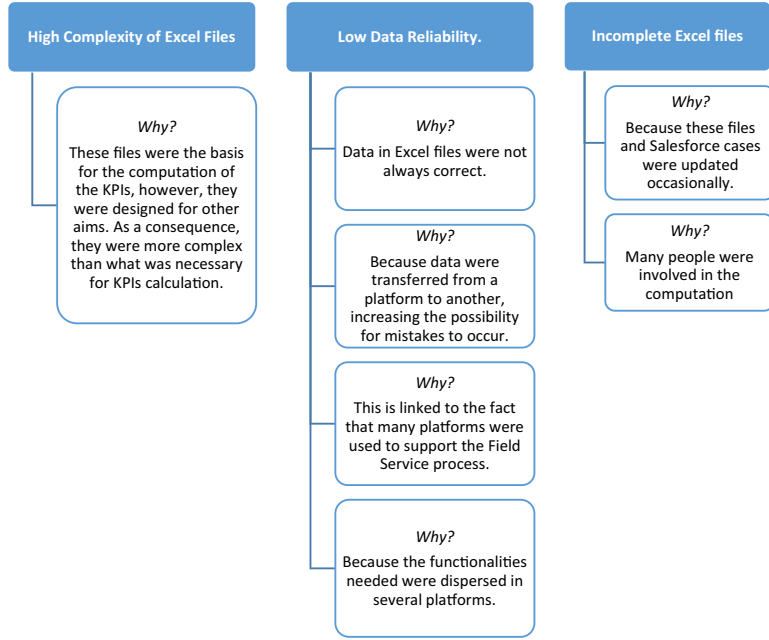 High Complexity of Excel Files
Why?
These files were the basis
for the computation of
the KPIs, however, they
were designed for other
aims. As a consequence,
they were more complex
than what was necessary
for KPIs calculation.
Low Data Reliability.
Why?
Data in Excel files were not
always correct.
Why?
Because data were
transferred from a
platform to another,
increasing the possibility
for mistakes to occur.
Why?
This is linked to the fact
that many platforms were
used to support the Field
Service process.
Why?
Because the functionalities
needed were dispersed in
several platforms.
Incomplete Excel files
Why?
Because these files
and Salesforce cases
were updated
occasionally.
Why?
Many people were
involved in the
computation